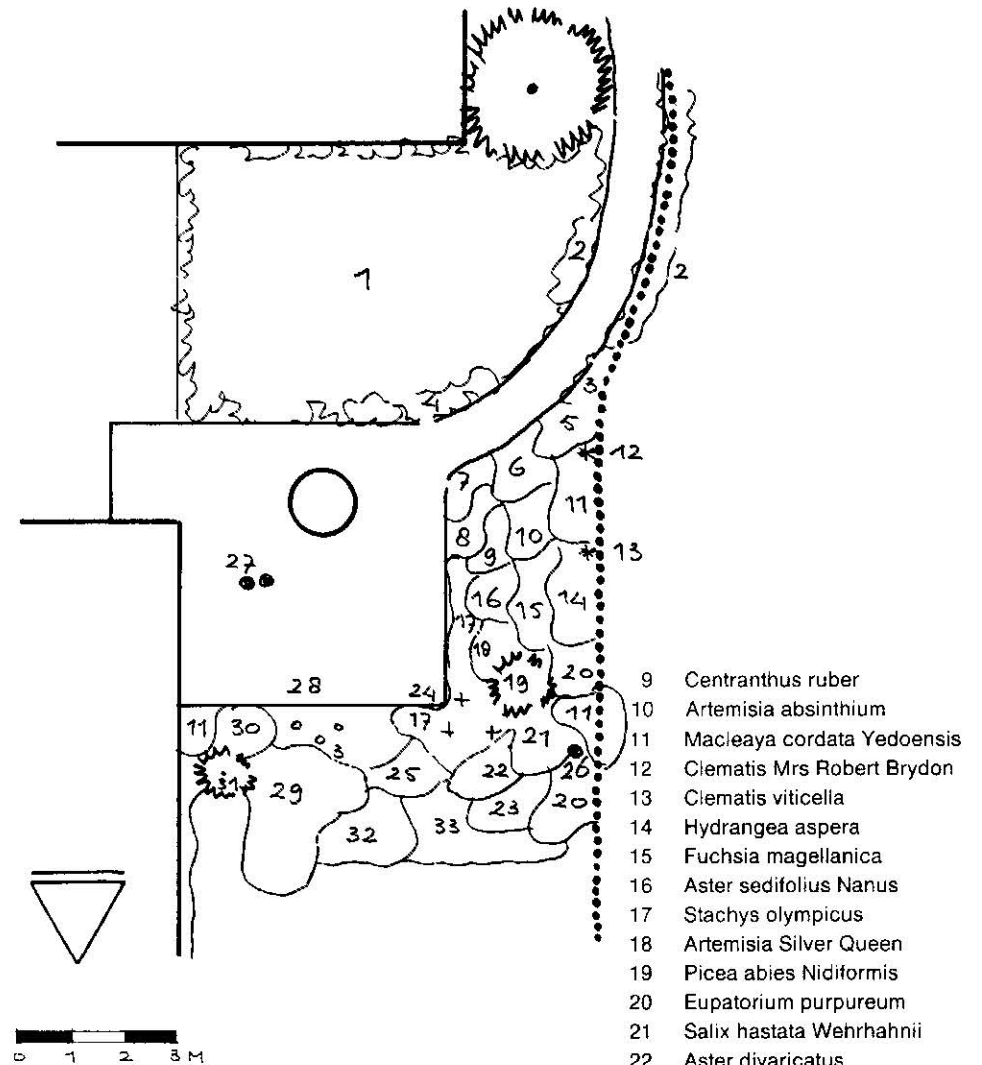 1
2
2
4
3
5
12
6
7
11
10
8
9
13
27
16
15
14
17
18
19
20
28
24
11
17
11
30
21
3
26
31
29
25
22
20
23
32
33
9 Centranthus ruber
10 Artemisia absinthium
11 Macleaya cordata Yedoensis
12 Clematis Mrs Robert Brydon
13 Clematis viticella
14 Hydrangea aspera
15 Fuchsia magellanica
16 Aster sedifolius Nanus
17 Stachys olympicus
18 Artemisia Silver Queen
19 Picea abies Nidiformis
20 Eupatorium purpureum
21 Salix hastata Wehrhahnii
22 Aster divaricatus
0 1 2 3 M